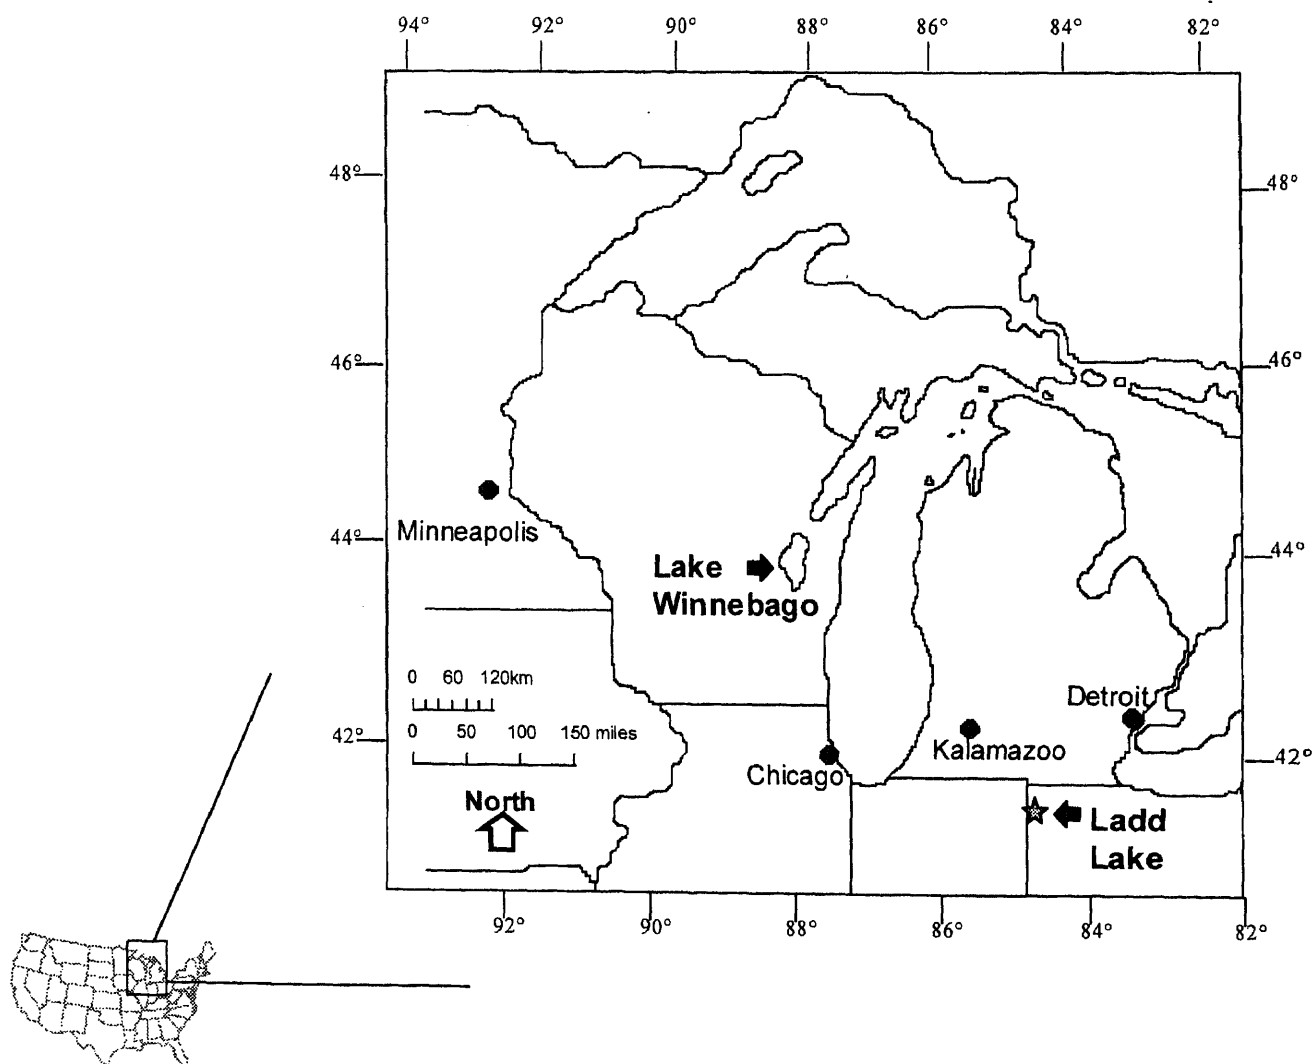 94° 92° 90° 88° 86° 84° 82°
48° 48°
46° 46°
Minneapolis
44° 44°
Lake
Winnebago
0 60 120km
Detroit
0 50 100 150 miles
42° 42°
Kalamazoo
Chicago
North
Ladd
Lake
92° 90° 88° 86° 84° 82°